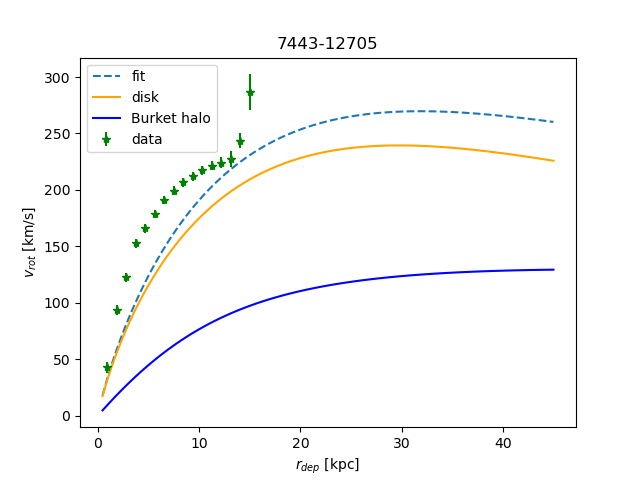 7443-12705
fit
disk
Burket halo
data
300
250
200
150
100
50
0
v_rot [km/s]
0 10 20 30 40
r_dep [kpc]